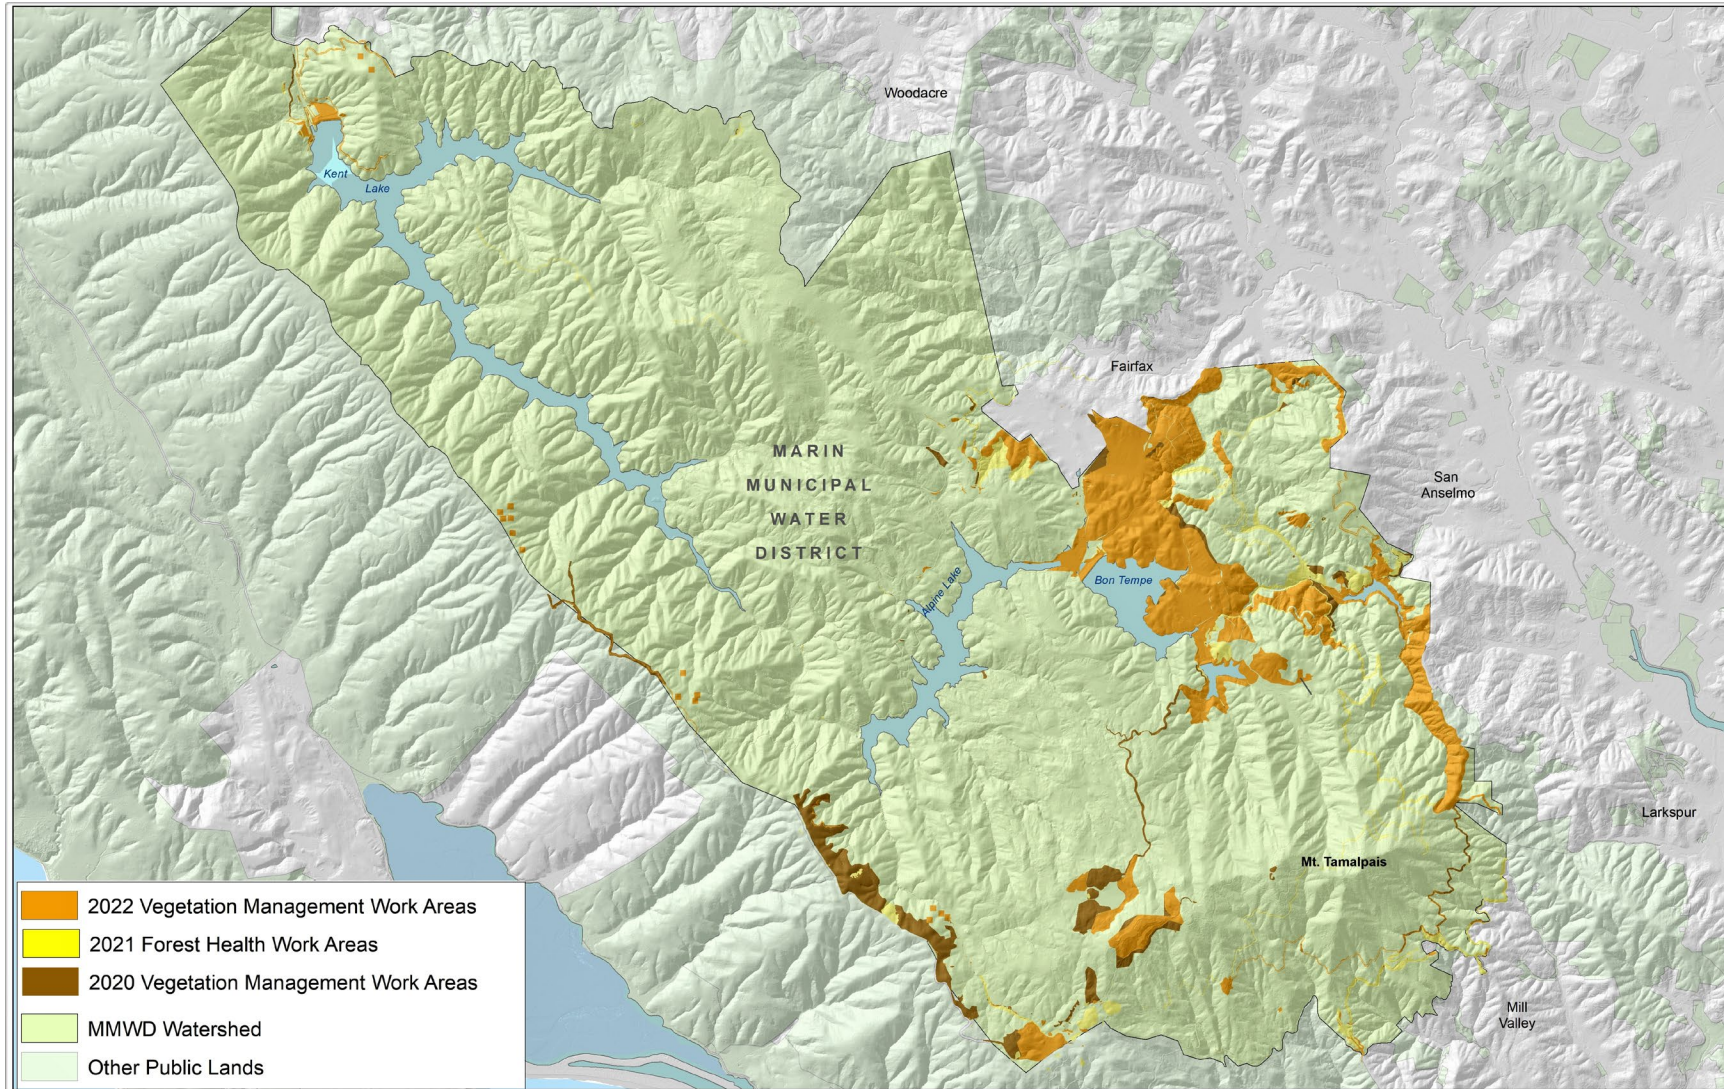 Woodacre
Kent
Lake
Fairfax
MARIN
MUNICIPAL
WATER
DISTRICT
San
Anselmo
Alpine Lake
Bon Tempe
Larkspur
Mt. Tamalpais
Mill
Valley
2022 Vegetation Management Work Areas
2021 Forest Health Work Areas
2020 Vegetation Management Work Areas
MMWD Watershed
Other Public Lands